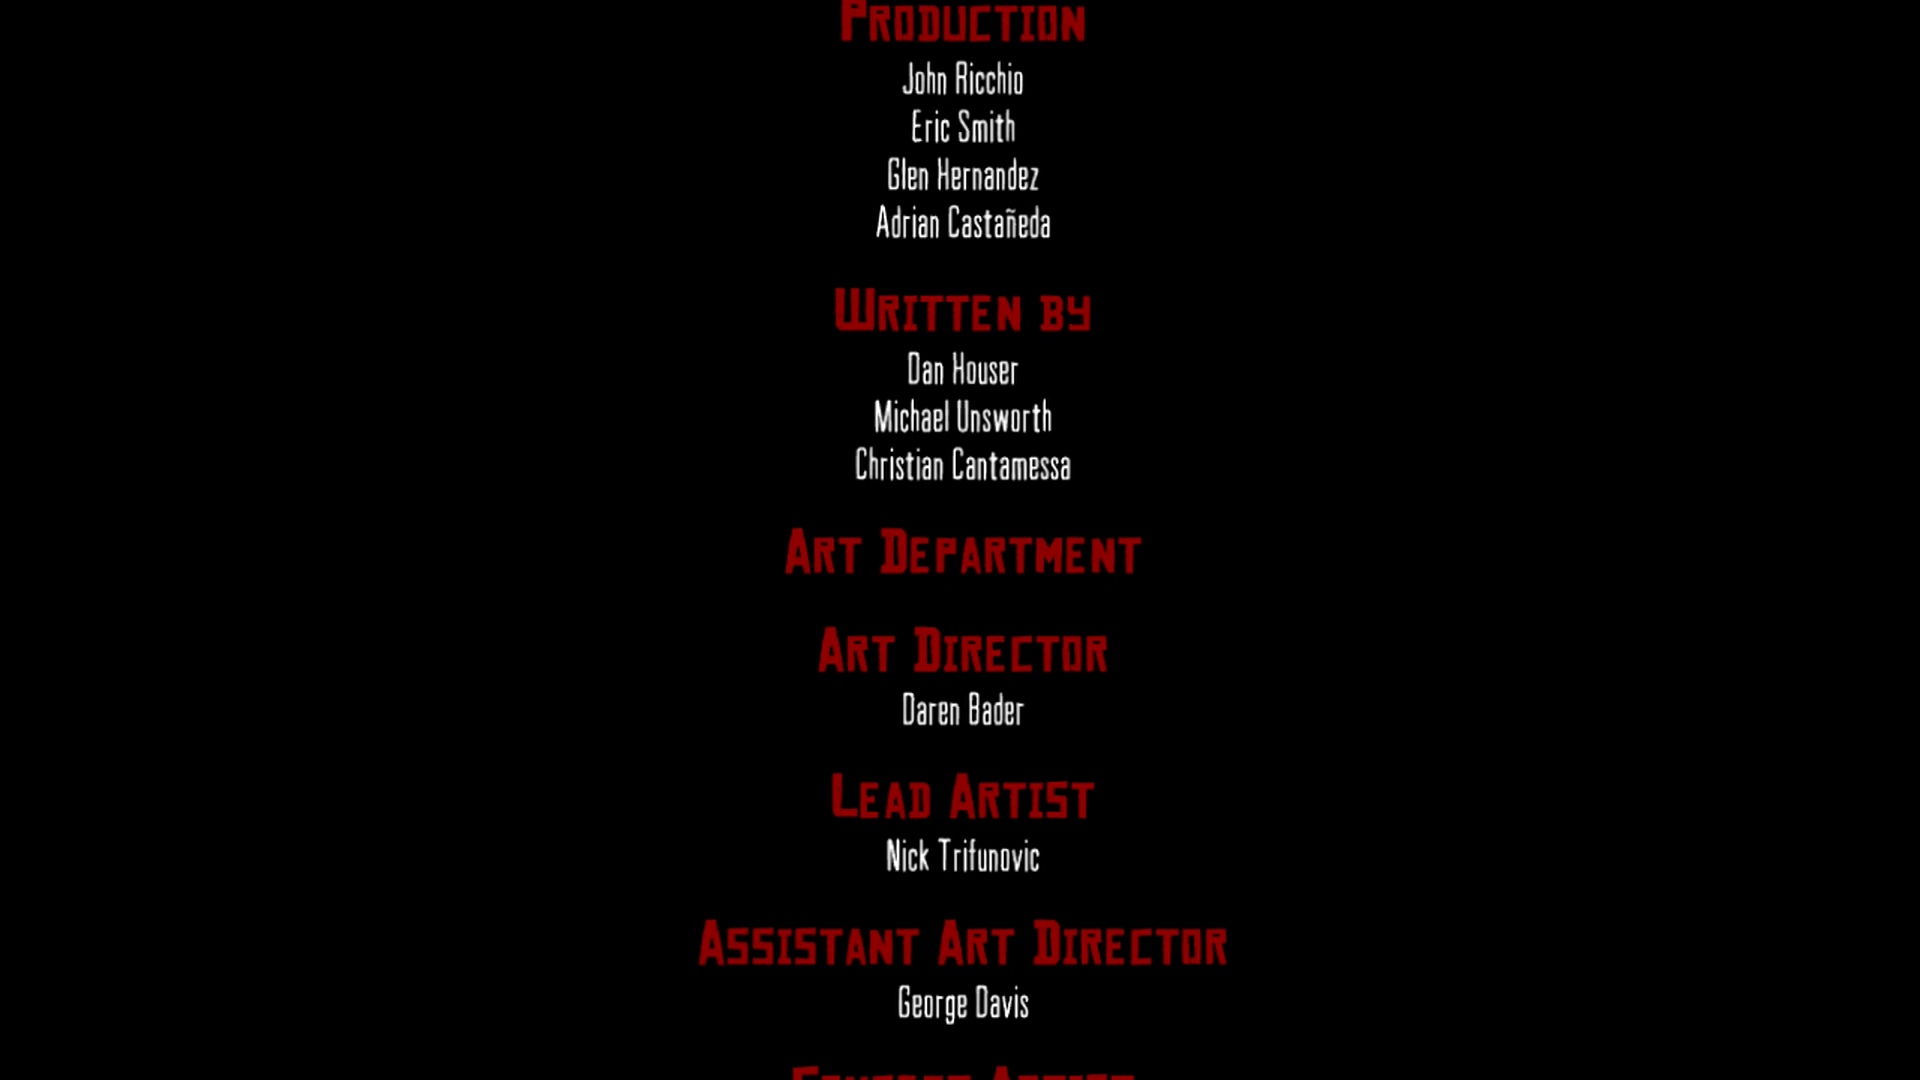 Production
John Ricchio
Eric Smith
Glen Hernandez
Adrian Castañeda
Written by
Dan Houser
Michael Unsworth
Christian Cantamessa
Art Department
Art Director
Daren Bader
Lead Artist
Nick Trifunovic
Assistant Art Director
George Davis